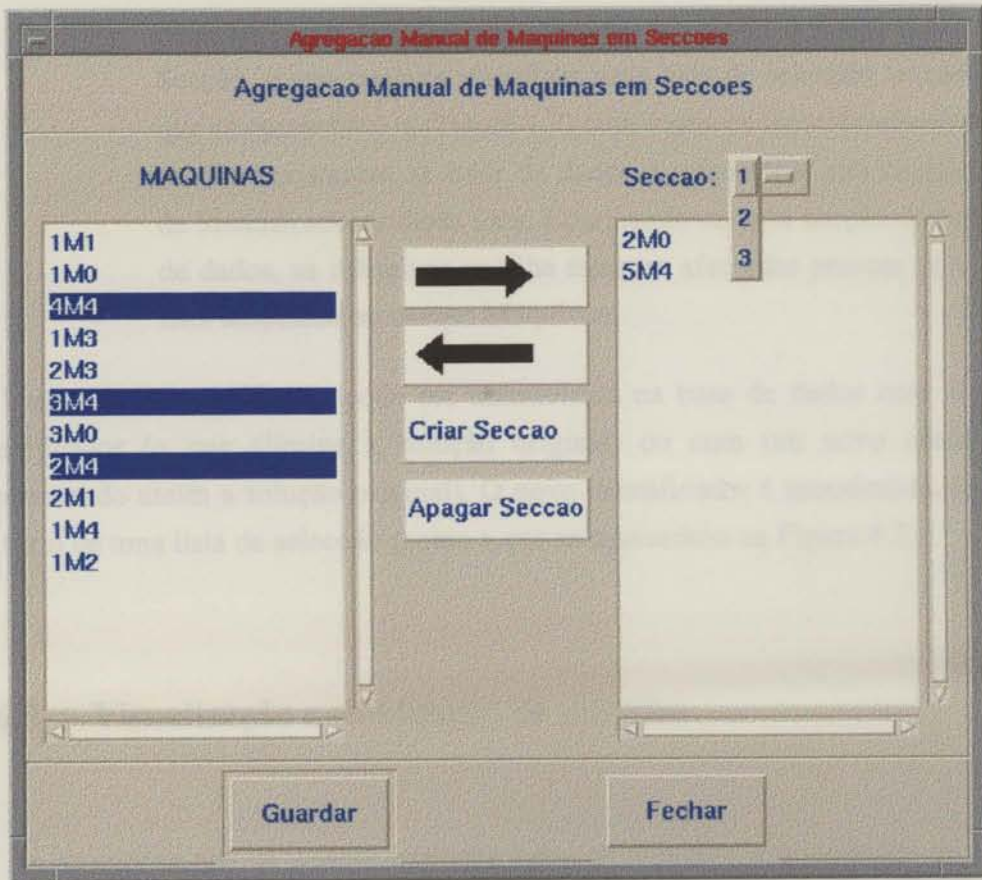 Agregacao Manual de Maquinas em Seccoes
Agregacao Manual de Maquinas em Seccoes
MAQUINAS
1M1
1M0
4M4
1M3
2M3
3M4
3M0
2M4
2M1
1M4
1M2
Criar Seccao
Apagar Seccao
Seccao: 1
2
3
2M0
5M4
Guardar
Fechar